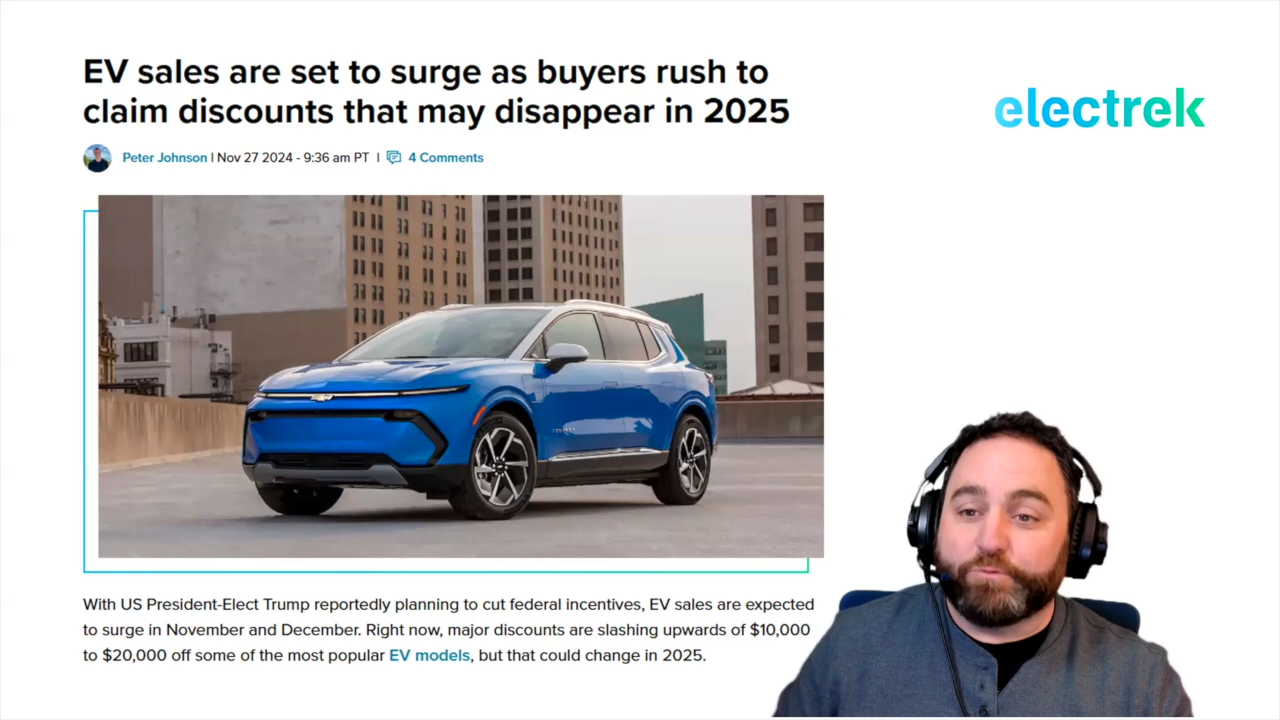 EV sales are set to surge as buyers rush to
claim discounts that may disappear in 2025
electrek
Peter Johnson | Nov 27 2024 - 9:36 am PT | 4 Comments
With US President-Elect Trump reportedly planning to cut federal incentives, EV sales are expected
to surge in November and December. Right now, major discounts are slashing upwards of $10,000
to $20,000 off some of the most popular EV models, but that could change in 2025.